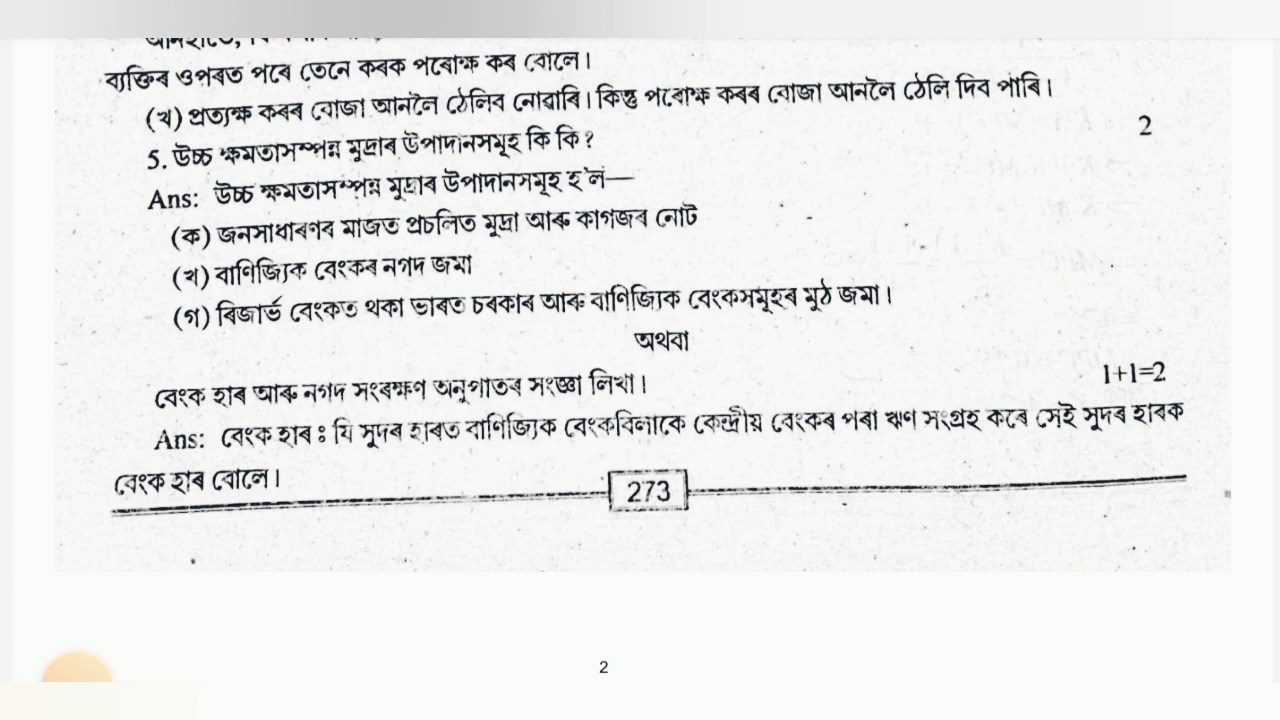 ব্যক্তিৰ ওপৰত পৰে তেনে কৰক পৰোক্ষ কৰ বোলে।
(খ) প্ৰত্যক্ষ কৰৰ বোজা আনলৈ ঠেলিব নোৱাৰি। কিন্তু পৰোক্ষ কৰৰ বোজা আনলৈ ঠেলি দিব পাৰি।
5. উচ্চ ক্ষমতাসম্পন্ন মুদ্ৰাৰ উপাদানসমূহ কি কি? 2
Ans: উচ্চ ক্ষমতাসম্পন্ন মুদ্ৰাৰ উপাদানসমূহ হ'ল—
(ক) জনসাধাৰণৰ মাজত প্ৰচলিত মুদ্ৰা আৰু কাগজৰ নোট
(খ) বাণিজ্যিক বেংকৰ নগদ জমা
(গ) ৰিজাৰ্ভ বেংকত থকা ভাৰত চৰকাৰ আৰু বাণিজ্যিক বেংকসমূহৰ মুঠ জমা।
অথবা
বেংক হাৰ আৰু নগদ সংৰক্ষণ অনুপাতৰ সংজ্ঞা লিখা। 1+1=2
Ans: বেংক হাৰ ঃ যি সুদৰ হাৰত বাণিজ্যিক বেংকবিলাকে কেন্দ্ৰীয় বেংকৰ পৰা ঋণ সংগ্ৰহ কৰে সেই সুদৰ হাৰক
বেংক হাৰ বোলে।
273
2